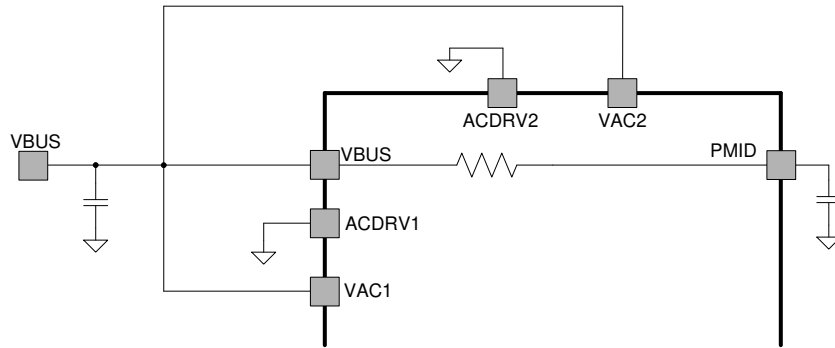 ACDRV2
VAC2
VBUS
VBUS
PMID
ACDRV1
VAC1